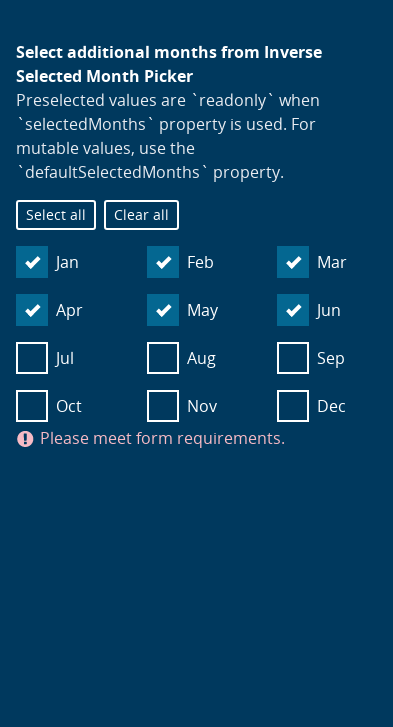 Select additional months from Inverse
Selected Month Picker
Preselected values are `readonly` when
`selectedMonths` property is used. For
mutable values, use the
`defaultSelectedMonths` property.
Select all Clear all
Jan Feb Mar
Apr May Jun
Jul Aug Sep
Oct Nov Dec
Please meet form requirements.